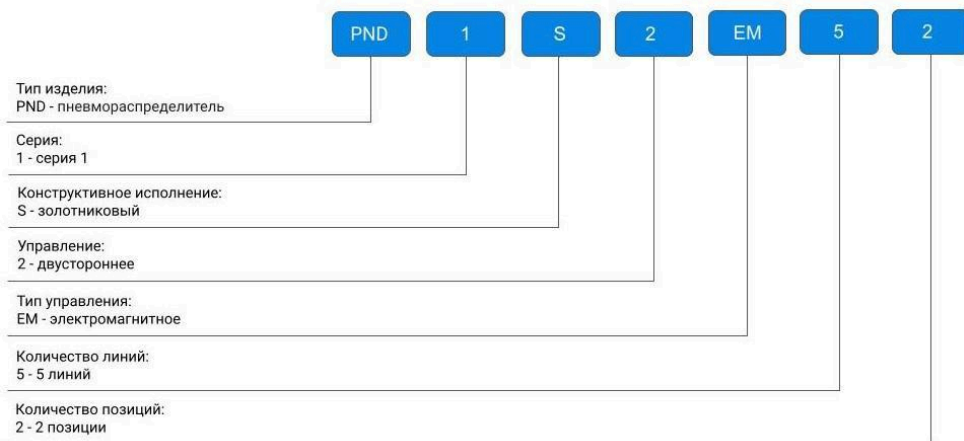 PND 1 S 2 EM 5 2
Тип изделия:
PND - пневмораспределитель
Серия:
1 - серия 1
Конструктивное исполнение:
S - золотниковый
Управление:
2 - двустороннее
Тип управления:
EM - электромагнитное
Количество линий:
5 - 5 линий
Количество позиций:
2 - 2 позиции